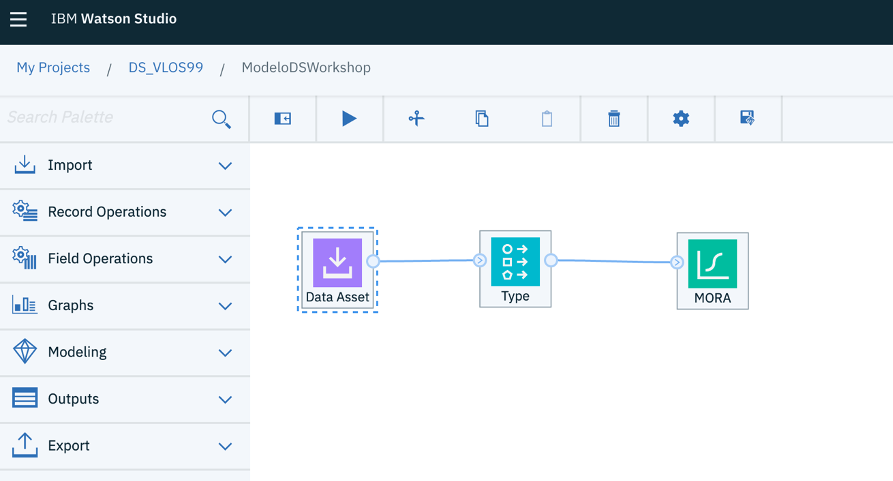 IBM Watson Studio
My Projects / DS_VLOS99 / ModeloDSWorkshop
Search Palette
Import
Record Operations
Field Operations
Graphs
Modeling
Outputs
Export
Data Asset
Type
MORA